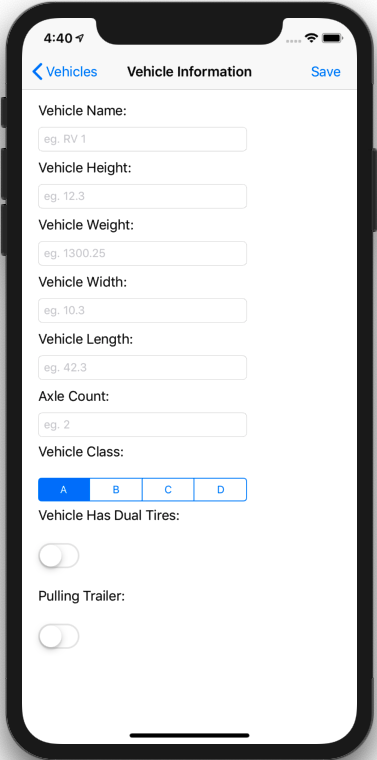 4:40
Vehicles Vehicle Information Save
Vehicle Name:
eg. RV 1
Vehicle Height:
eg. 12.3
Vehicle Weight:
eg. 1300.25
Vehicle Width:
eg. 10.3
Vehicle Length:
eg. 42.3
Axle Count:
eg. 2
Vehicle Class:
A B C D
Vehicle Has Dual Tires:
Pulling Trailer: